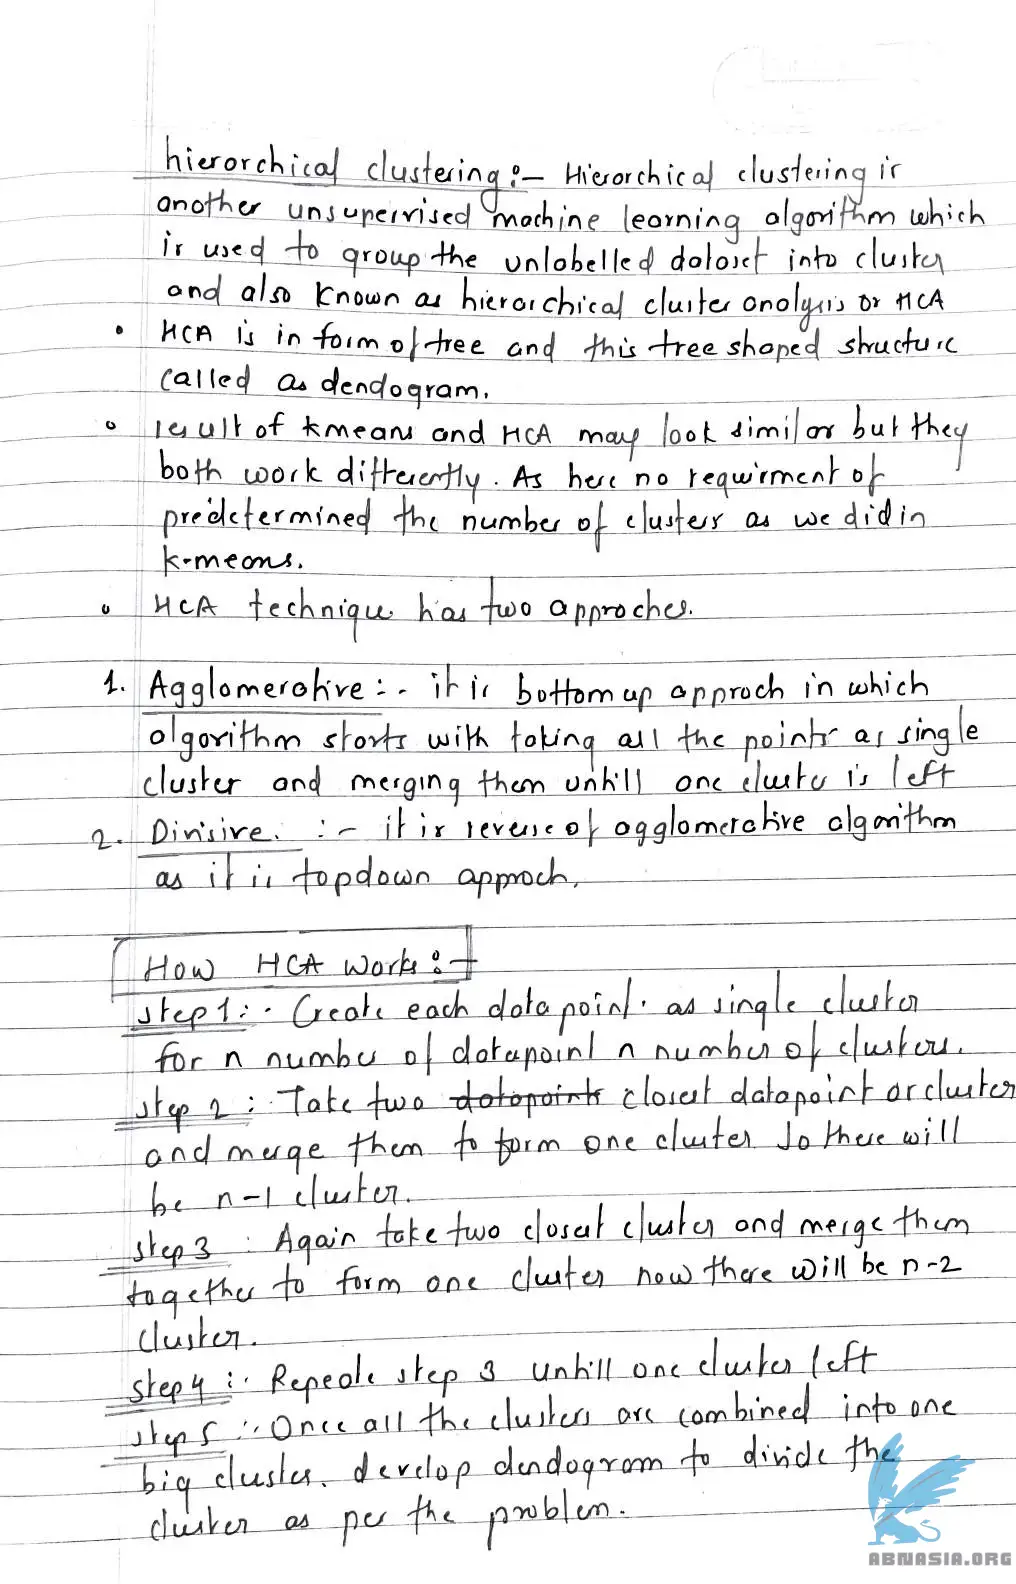 hierorchical clustering :- Hierorchical clustering is
another unsupervised machine learning algorithm which
is used to group the unlabelled dataset into cluster
and also known as hierarchical cluster analysis or HCA
• HCA is in form of tree and this tree shaped structure
called as dendogram.
• result of kmeans and HCA may look similar but they
both work differently. As here no requirment of
predetermined the number of clusters as we did in
k-means.
• HCA technique has two approches.
1. Agglomerative :- it is bottom up approch in which
algorithm starts with taking all the points as single
cluster and merging them untill one cluster is left
2. Divisive. :- it is reverse of agglomerative algorithm
as it is topdown approch.
How HCA works :-
step 1 :- Create each data point as single cluster
for n number of datapoint n number of clusters.
step 2 : Take two datapoints closest datapoint or cluster
and merge them to form one cluster so there will
be n-1 cluster.
step 3 : Again take two closest cluster and merge them
together to form one cluster now there will be n-2
cluster.
step 4 :- Repeate step 3 untill one cluster left
step 5 :- Once all the clusters are combined into one
big cluster. develop dendogram to divide the
cluster as per the problem.
ABNASIA.ORG